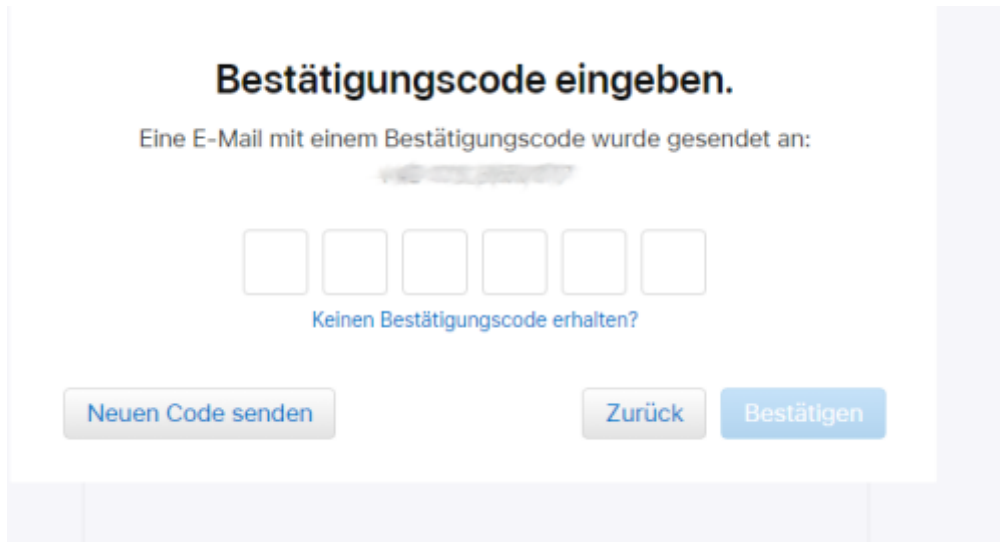 Bestätigungscode eingeben.
Eine E-Mail mit einem Bestätigungscode wurde gesendet an:
Keinen Bestätigungscode erhalten?
Neuen Code senden
Zurück
Bestätigen